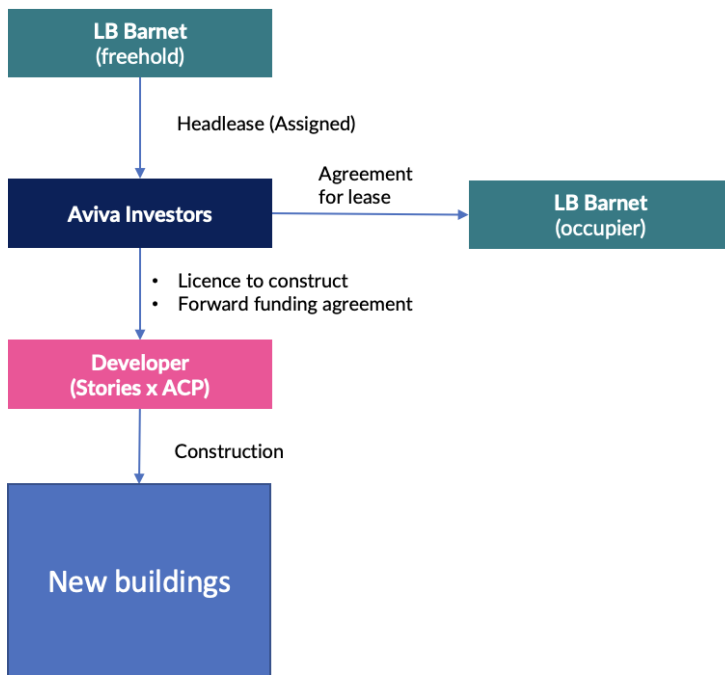 LB Barnet
(freehold)
Headlease (Assigned)
Agreement
for lease
Aviva Investors
LB Barnet
(occupier)
• Licence to construct
• Forward funding agreement
Developer
(Stories x ACP)
Construction
New buildings